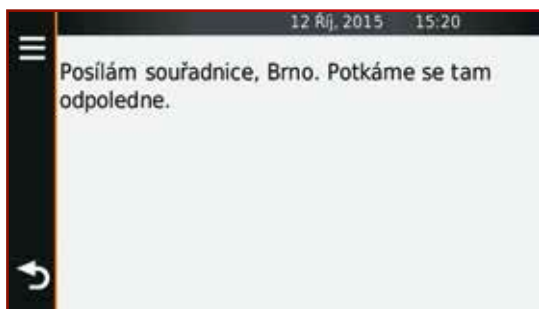 12 Říj, 2015 15:20
Posílám souřadnice, Brno. Potkáme se tam
odpoledne.